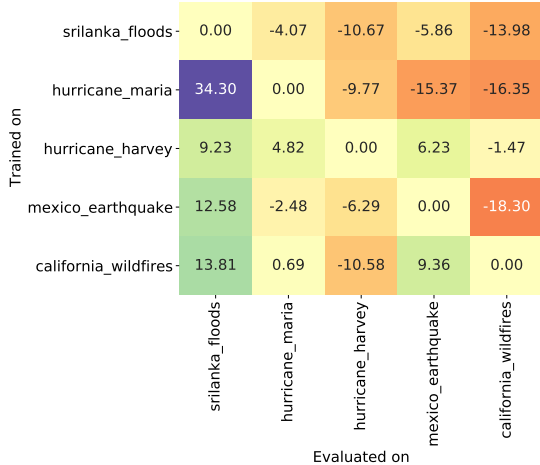 Trained on
srilanka_floods 0.00 -4.07 -10.67 -5.86 -13.98
hurricane_maria 34.30 0.00 -9.77 -15.37 -16.35
hurricane_harvey 9.23 4.82 0.00 6.23 -1.47
mexico_earthquake 12.58 -2.48 -6.29 0.00 -18.30
california_wildfires 13.81 0.69 -10.58 9.36 0.00
srilanka_floods
hurricane_maria
hurricane_harvey
mexico_earthquake
california_wildfires
Evaluated on